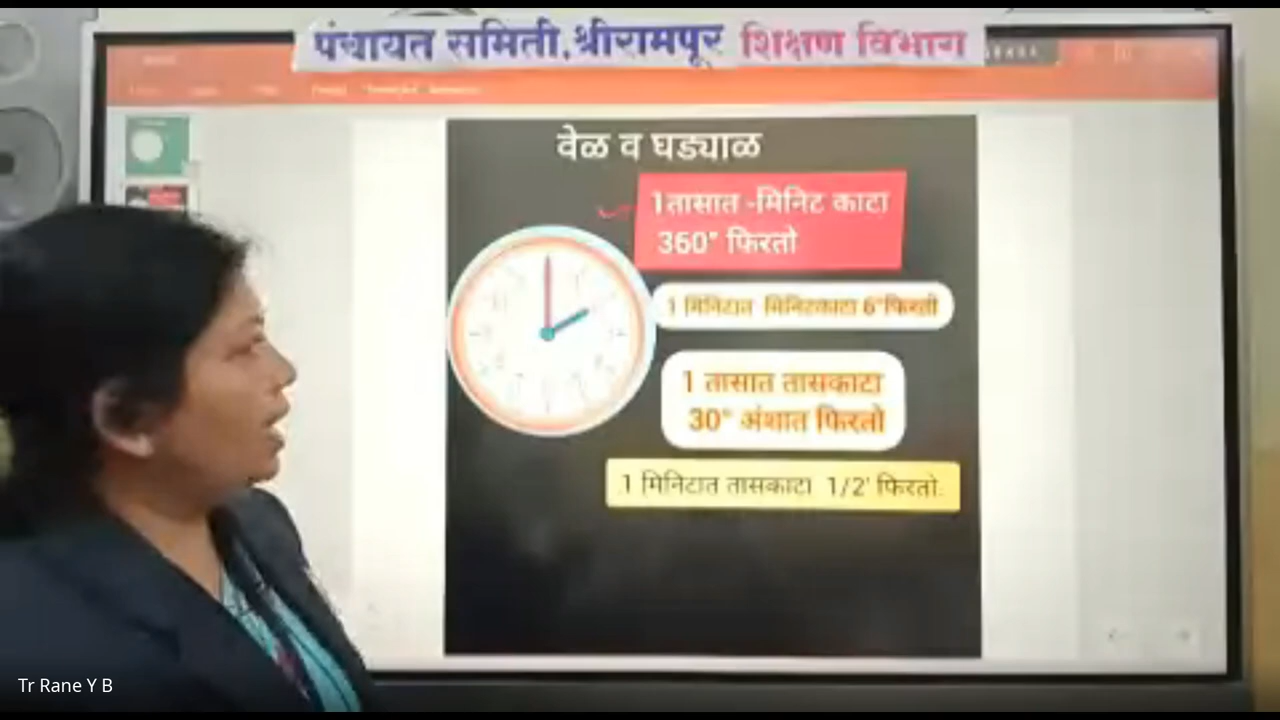 पंचायत समिती.श्रीरामपूर शिक्षण विभाग
वेळ व घड्याळ
1तासात -मिनिट काटा
360° फिरतो
1 मिनिटात मिनिटकाटा 6°फिरतो
1 तासात तासकाटा
30° अंशात फिरतो
1 मिनिटात तासकाटा 1/2' फिरतो.
Tr Rane Y B